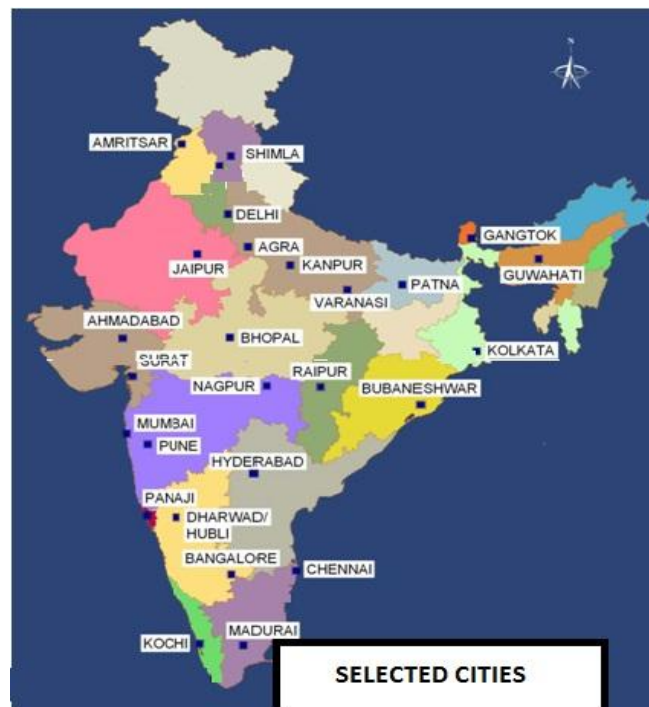 AMRITSAR
SHIMLA
DELHI
AGRA
JAIPUR
KANPUR
GANGTOK
GUWAHATI
PATNA
VARANASI
AHMADABAD
BHOPAL
KOLKATA
SURAT
RAIPUR
NAGPUR
BUBANESHWAR
MUMBAI
PUNE
HYDERABAD
PANAJI
DHARWAD/
HUBLI
BANGALORE
CHENNAI
KOCHI
MADURAI
SELECTED CITIES